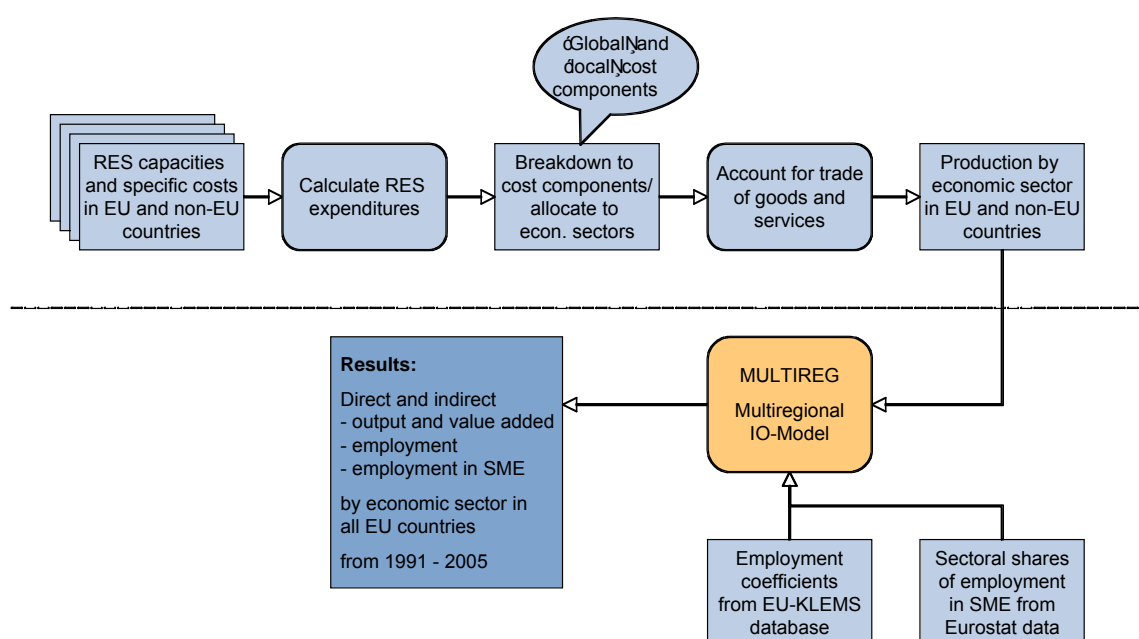 ǵGlobalŅand
đocalŅcost
components
RES capacities
and specific costs
in EU and non-EU
countries
Calculate RES
expenditures
Breakdown to
cost components/
allocate to
econ. sectors
Account for trade
of goods and
services
Production by
economic sector
in EU and non-EU
countries
Results:
Direct and indirect
- output and value added
- employment
- employment in SME
by economic sector in
all EU countries
from 1991 - 2005
MULTIREG
Multiregional
IO-Model
Employment
coefficients
from EU-KLEMS
database
Sectoral shares
of employment
in SME from
Eurostat data